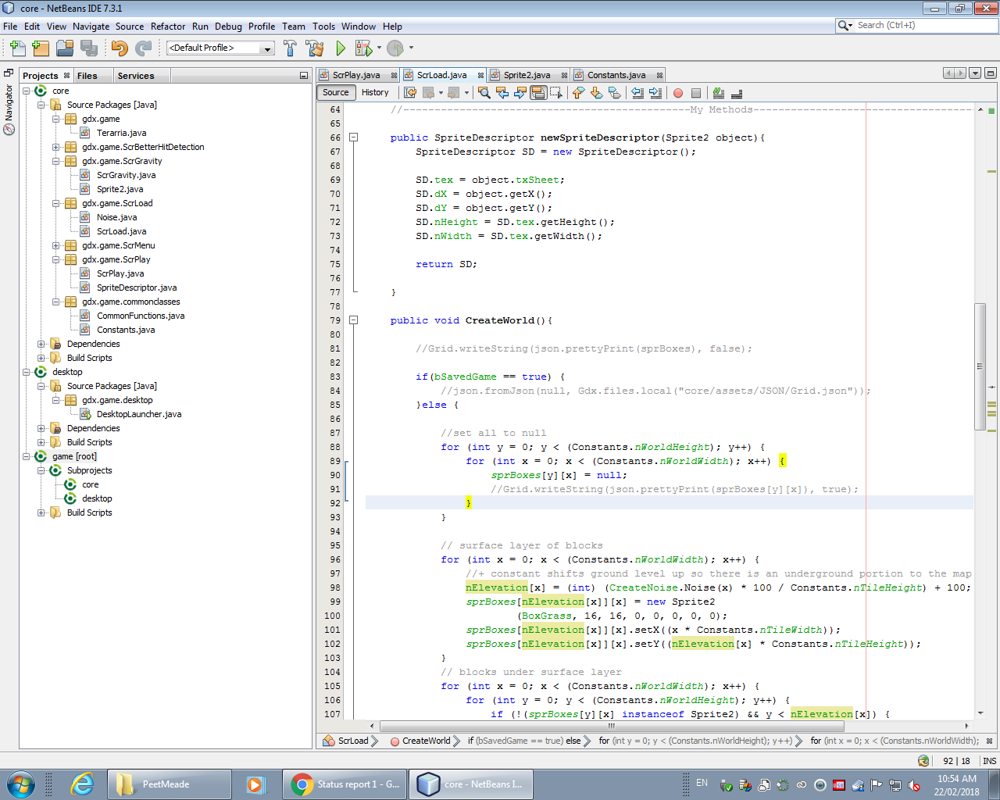 core - NetBeans IDE 7.3.1
File Edit View Navigate Source Refactor Run Debug Profile Team Tools Window Help
Search (Ctrl+I)
<Default Profile>
Projects Files Services
Navigator
core
Source Packages [Java]
gdx.game
Terarria.java
gdx.game.ScrBetterHitDetection
gdx.game.ScrGravity
ScrGravity.java
Sprite2.java
gdx.game.ScrLoad
Noise.java
ScrLoad.java
gdx.game.ScrMenu
gdx.game.ScrPlay
ScrPlay.java
SpriteDescriptor.java
gdx.game.commonclasses
CommonFunctions.java
Constants.java
Dependencies
Build Scripts
desktop
Source Packages [Java]
gdx.game.desktop
DesktopLauncher.java
Dependencies
Build Scripts
game [root]
Subprojects
core
desktop
Build Scripts
ScrPlay.java ScrLoad.java Sprite2.java Constants.java
Source History
64 //----------------------------------------------My Methods-----------------------------------
65
66 public SpriteDescriptor newSpriteDescriptor(Sprite2 object){
67 SpriteDescriptor SD = new SpriteDescriptor();
68
69 SD.tex = object.txSheet;
70 SD.dX = object.getX();
71 SD.dY = object.getY();
72 SD.nHeight = SD.tex.getHeight();
73 SD.nWidth = SD.tex.getWidth();
74
75 return SD;
76
77 }
78
79 public void CreateWorld(){
80
81 //Grid.writeString(json.prettyPrint(sprBoxes), false);
82
83 if(bSavedGame == true) {
84 //json.fromJson(null, Gdx.files.local("core/assets/JSON/Grid.json"));
85 }else {
86
87 //set all to null
88 for (int y = 0; y < (Constants.nWorldHeight); y++) {
89 for (int x = 0; x < (Constants.nWorldWidth); x++) {
90 sprBoxes[y][x] = null;
91 //Grid.writeString(json.prettyPrint(sprBoxes[y][x]), true);
92 }
93 }
94
95 // surface layer of blocks
96 for (int x = 0; x < (Constants.nWorldWidth); x++) {
97 //+ constant shifts ground level up so there is an underground portion to the map
98 nElevation[x] = (int) (CreateNoise.Noise(x) * 100 / Constants.nTileHeight) + 100;
99 sprBoxes[nElevation[x]][x] = new Sprite2
100 (BoxGrass, 16, 16, 0, 0, 0, 0, 0);
101 sprBoxes[nElevation[x]][x].setX((x * Constants.nTileWidth));
102 sprBoxes[nElevation[x]][x].setY((nElevation[x] * Constants.nTileHeight));
103 }
104 // blocks under surface layer
105 for (int x = 0; x < (Constants.nWorldWidth); x++) {
106 for (int y = 0; y < (Constants.nWorldHeight); y++) {
107 if (!(sprBoxes[y][x] instanceof Sprite2) && y < nElevation[x]) {
ScrLoad CreateWorld if (bSavedGame == true) else for (int y = 0; y < (Constants.nWorldHeight); y++) for (int x = 0; x < (Constants.nWorldWidth);
92 | 18 INS
PeetMeade
Status report 1 - G...
core - NetBeans I...
EN
10:54 AM
22/02/2018